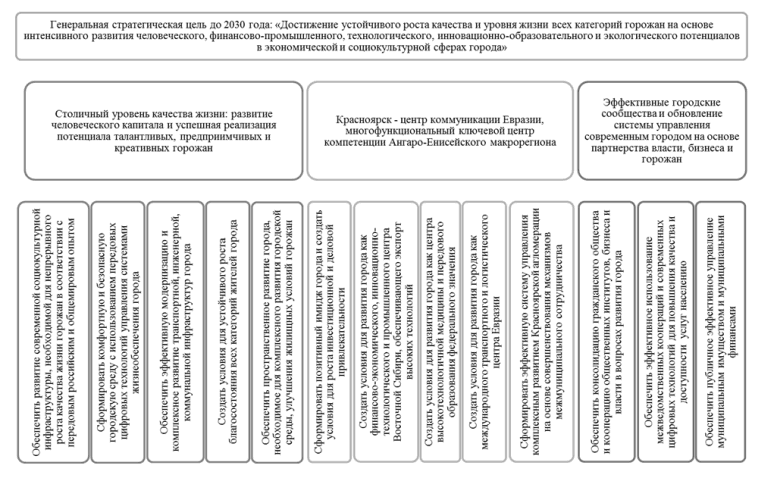 Генеральная стратегическая цель до 2030 года: «Достижение устойчивого роста качества и уровня жизни всех категорий горожан на основе
интенсивного развития человеческого, финансово-промышленного, технологического, инновационно-образовательного и экологического потенциалов
в экономической и социокультурной сферах города»
Столичный уровень качества жизни: развитие
человеческого капитала и успешная реализация
потенциала талантливых, предприимчивых и
креативных горожан
Красноярск - центр коммуникации Евразии,
многофункциональный ключевой центр
компетенции Ангаро-Енисейского макрорегиона
Эффективные городские
сообщества и обновление
системы управления
современным городом на основе
партнерства власти, бизнеса и
горожан
Обеспечить развитие современной социокультурной
инфраструктуры, необходимой для непрерывного
роста качества жизни горожан в соответствии с
передовым российским и общемировым опытом
Сформировать комфортную и безопасную
городскую среду с использованием передовых
цифровых технологий управления системами
жизнеобеспечения города
Обеспечить эффективную модернизацию и
комплексное развитие транспортной, инженерной,
коммунальной инфраструктур города
Создать условия для устойчивого роста
благосостояния всех категорий жителей города
Обеспечить пространственное развитие города,
необходимое для комплексного развития городской
среды, улучшения жилищных условий горожан
Сформировать позитивный имидж города и создать
условия для роста инвестиционной и деловой
привлекательности
Создать условия для развития города как
финансово-экономического, инновационно-
технологического и промышленного центра
Восточной Сибири, обеспечивающего экспорт
высоких технологий
Создать условия для развития города как центра
высокотехнологичной медицины и передового
образования федерального значения
Создать условия для развития города как
международного транспортного и логистического
центра Евразии
Сформировать эффективную систему управления
комплексным развитием Красноярской агломерации
на основе совершенствования механизмов
межмуниципального сотрудничества
Обеспечить консолидацию гражданского общества
и кооперацию общественных институтов, бизнеса и
власти в вопросах развития города
Обеспечить эффективное использование
межведомственных коопераций и современных
цифровых технологий для повышения качества и
доступности услуг населению
Обеспечить публичное эффективное управление
муниципальным имуществом и муниципальными
финансами